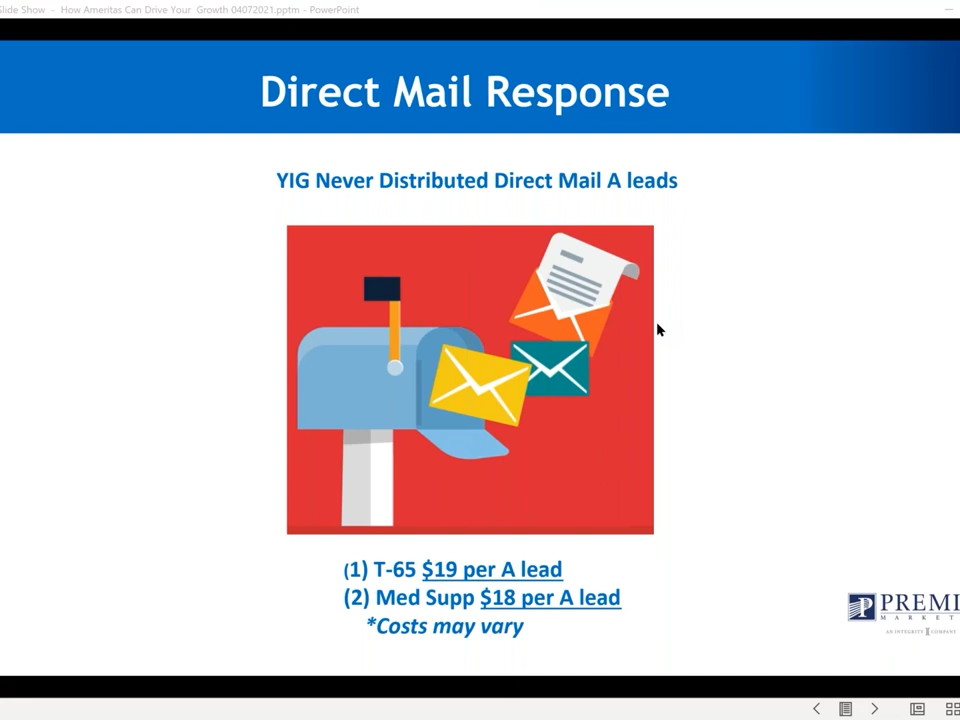 Slide Show - How Ameritas Can Drive Your Growth 04072021.pptm - PowerPoint
Direct Mail Response
YIG Never Distributed Direct Mail A leads
(1) T-65 $19 per A lead
(2) Med Supp $18 per A lead
*Costs may vary
AN INTEGRITY COMPANY